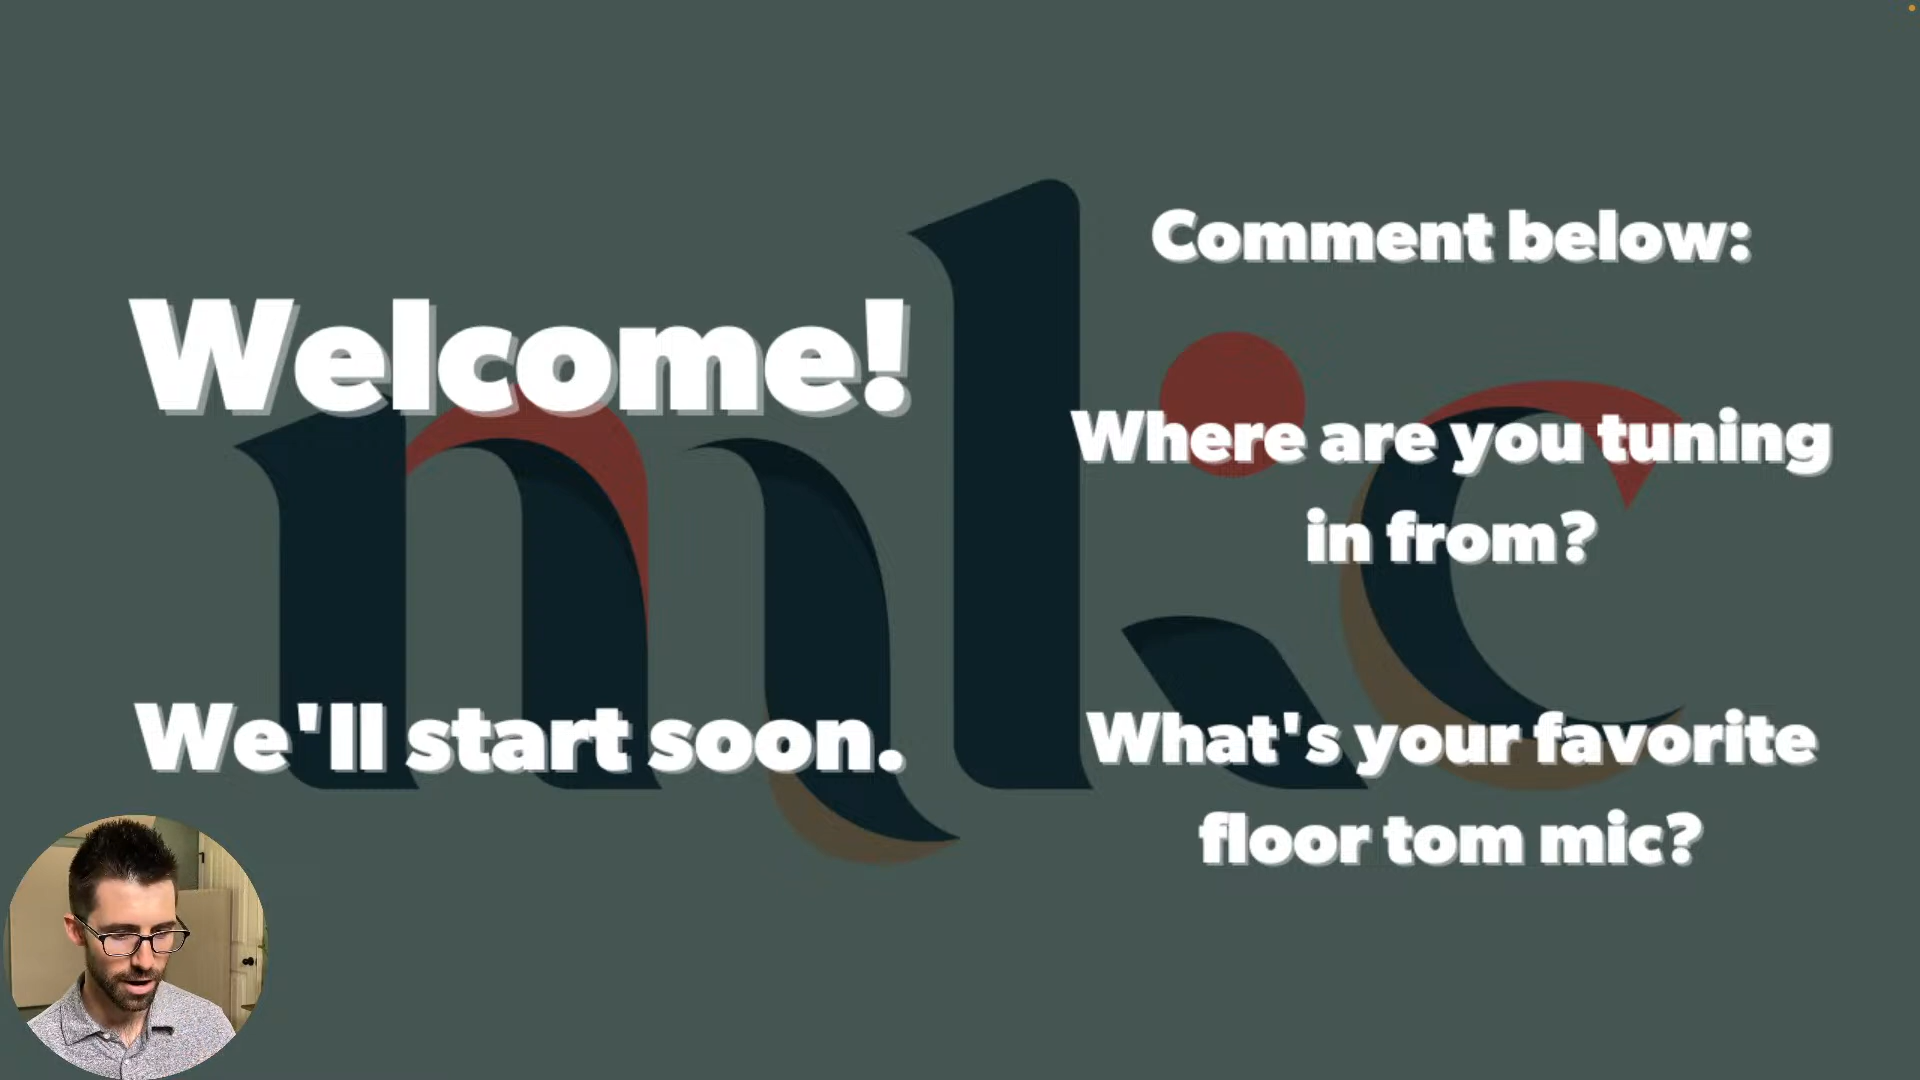 Welcome!
We'll start soon.
Comment below:
Where are you tuning
in from?
What's your favorite
floor tom mic?